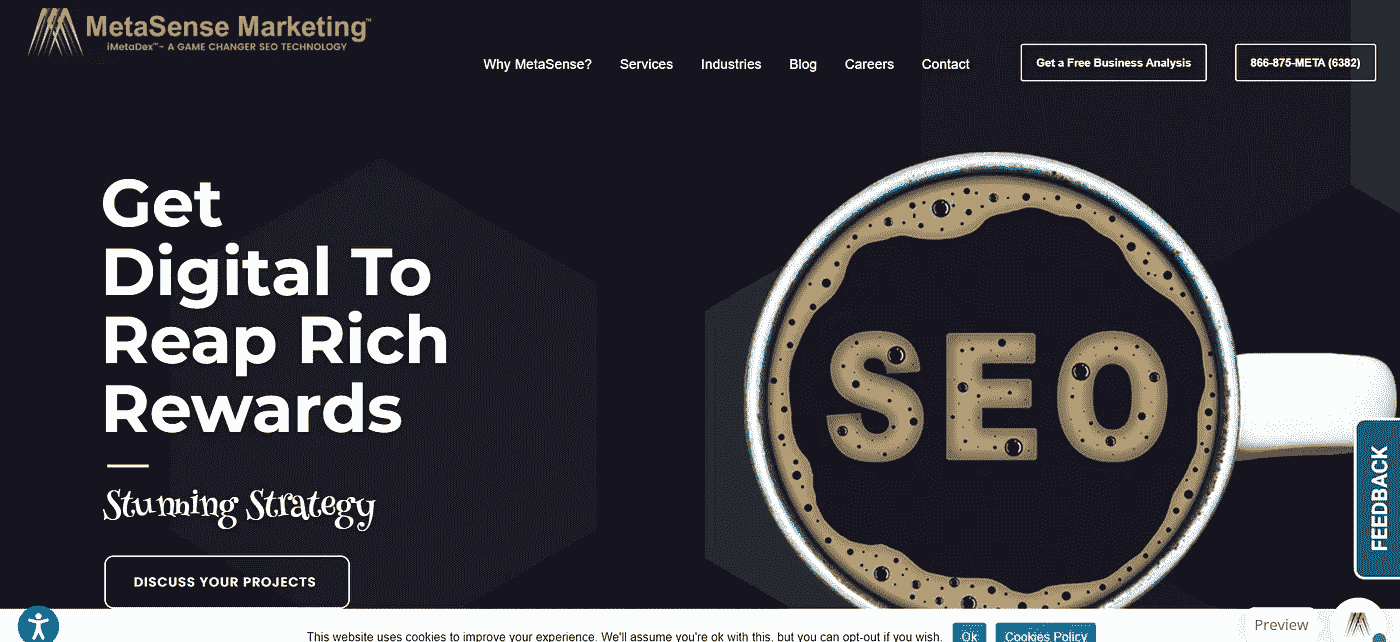 MetaSense Marketing™
iMetaDex™- A GAME CHANGER SEO TECHNOLOGY
Why MetaSense? Services Industries Blog Careers Contact
Get a Free Business Analysis
866-875-META (6382)
Get
Digital To
Reap Rich
Rewards
Stunning Strategy
DISCUSS YOUR PROJECTS
SEO
FEEDBACK
This website uses cookies to improve your experience. We'll assume you're ok with this, but you can opt-out if you wish.
Ok
Cookies Policy
Preview